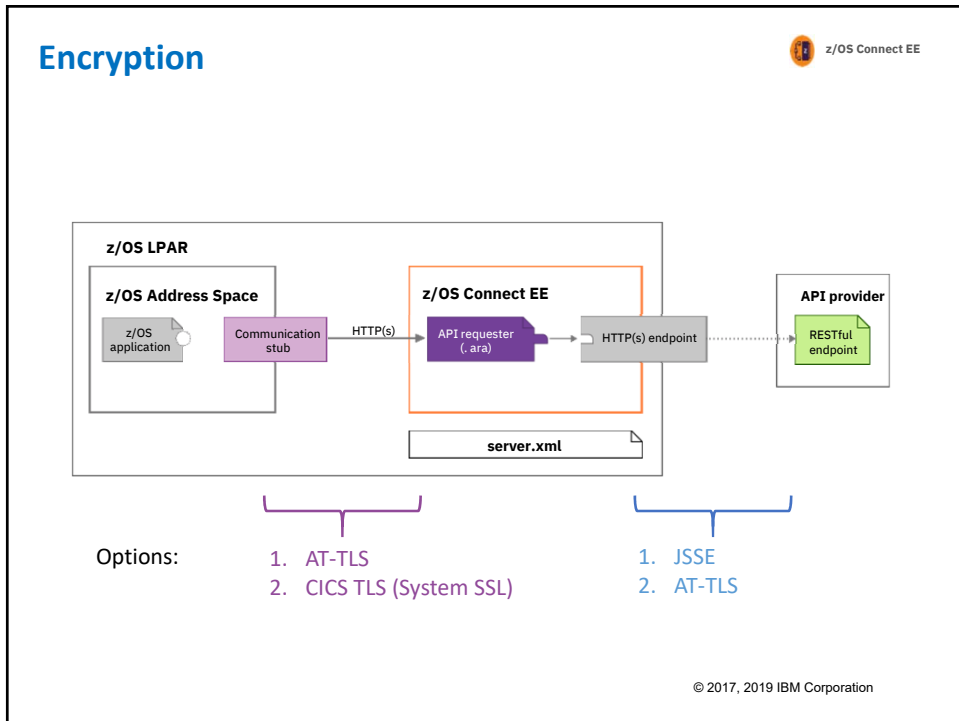 Encryption
z/OS Connect EE
z/OS LPAR
z/OS Address Space
z/OS
application
Communication
stub
HTTP(s)
z/OS Connect EE
API requester
(. ara)
HTTP(s) endpoint
API provider
RESTful
endpoint
server.xml
Options:
1. AT-TLS
2. CICS TLS (System SSL)
1. JSSE
2. AT-TLS
© 2017, 2019 IBM Corporation